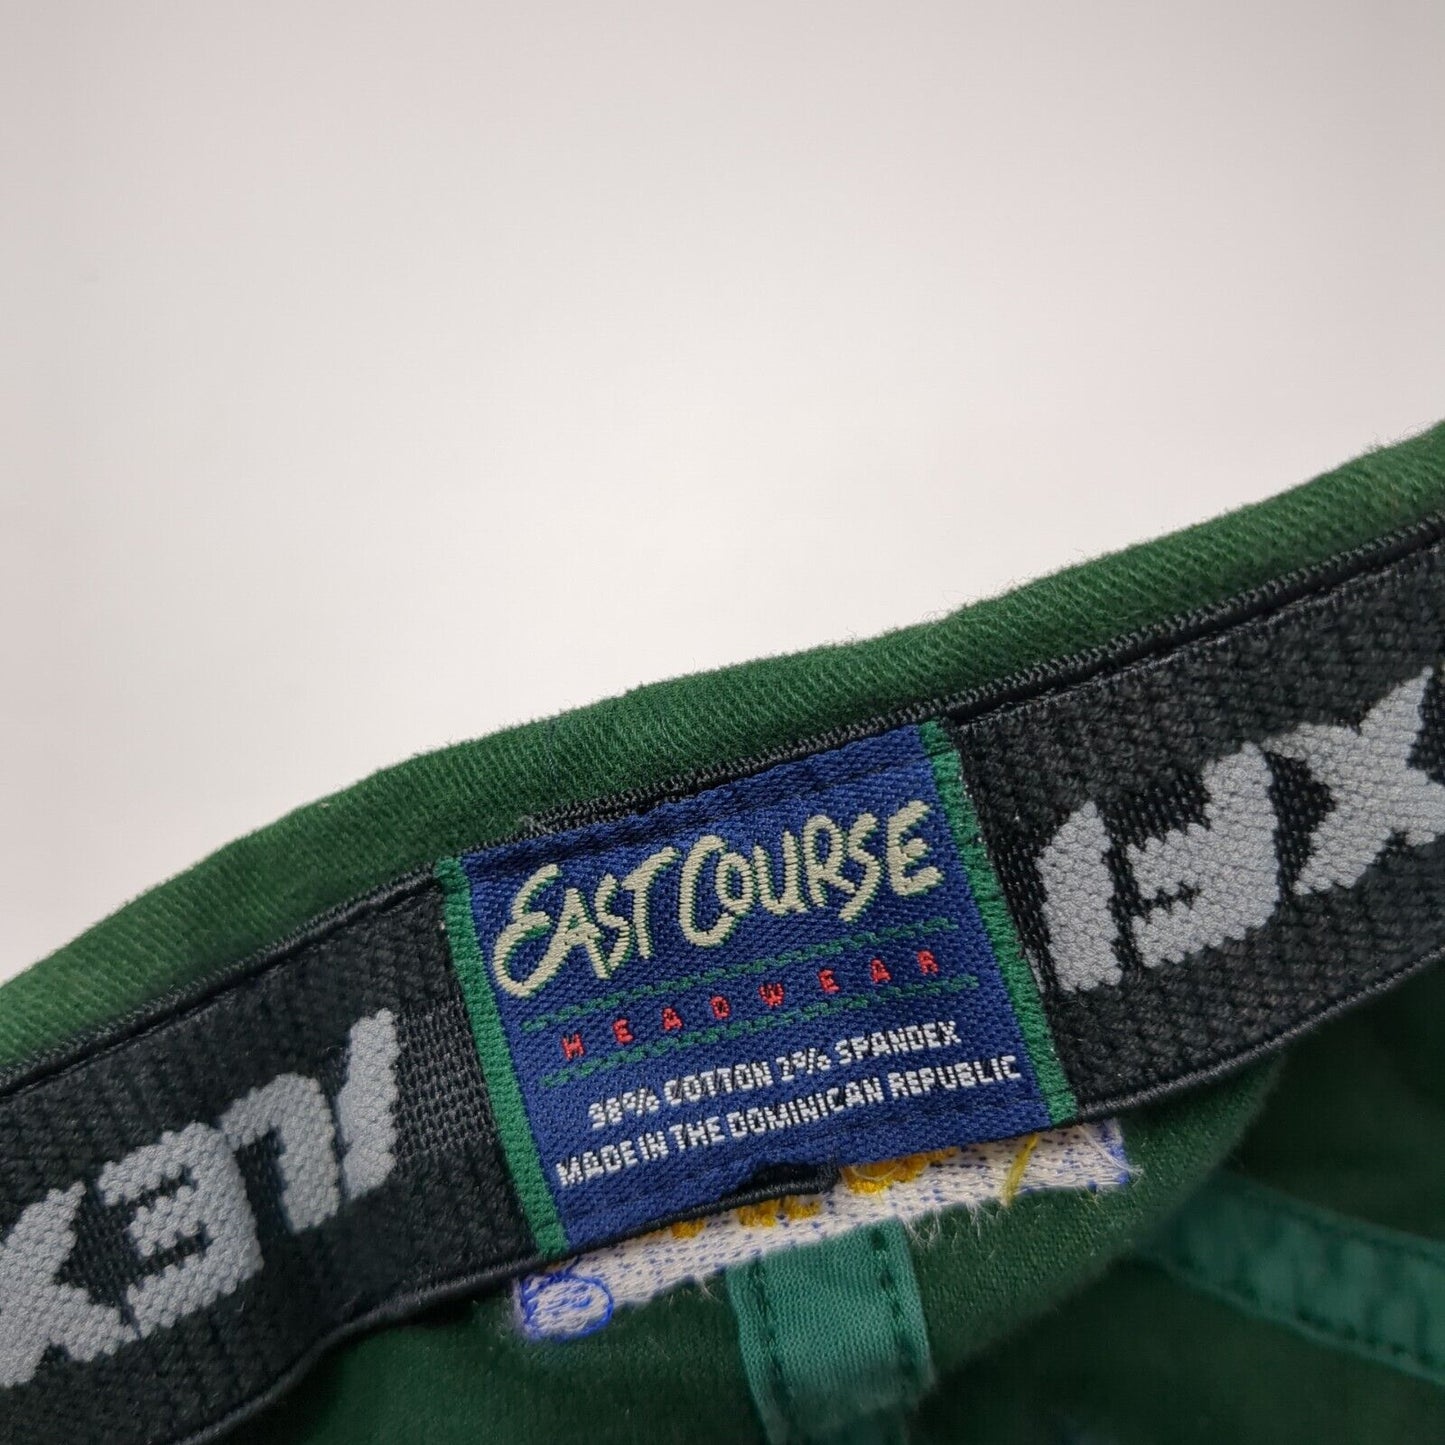 EAST COURSE
HEADWEAR
98% COTTON 2% SPANDEX
MADE IN THE DOMINICAN REPUBLIC